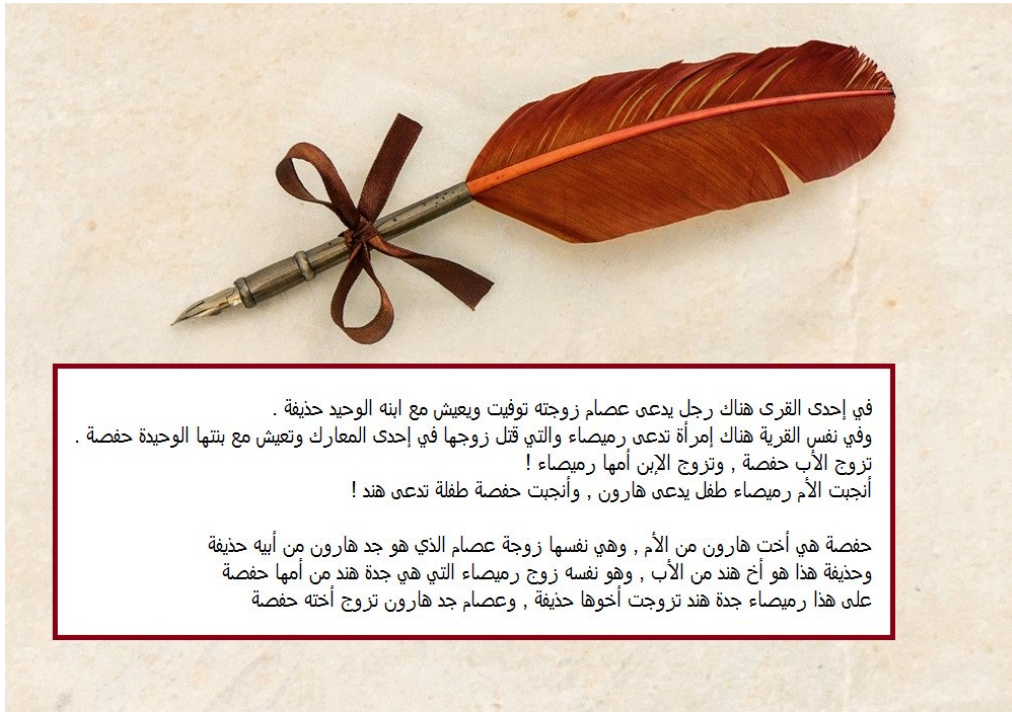 في إحدى القرى هناك رجل يدعى عصام زوجته توفيت ويعيش مع ابنه الوحيد حذيفة .
وفي نفس القرية هناك إمرأة تدعى رميصاء والتي قتل زوجها في إحدى المعارك وتعيش مع بنتها الوحيدة حفصة .
تزوج الأب حفصة , وتزوج الإبن أمها رميصاء !
أنجبت الأم رميصاء طفل يدعى هارون , وأنجبت حفصة طفلة تدعى هند !
حفصة هي أخت هارون من الأم , وهي نفسها زوجة عصام الذي هو جد هارون من أبيه حذيفة
وحذيفة هذا هو أخ هند من الأب , وهو نفسه زوج رميصاء التي هي جدة هند من أمها حفصة
على هذا رميصاء جدة هند تزوجت أخوها حذيفة , وعصام جد هارون تزوج أخته حفصة